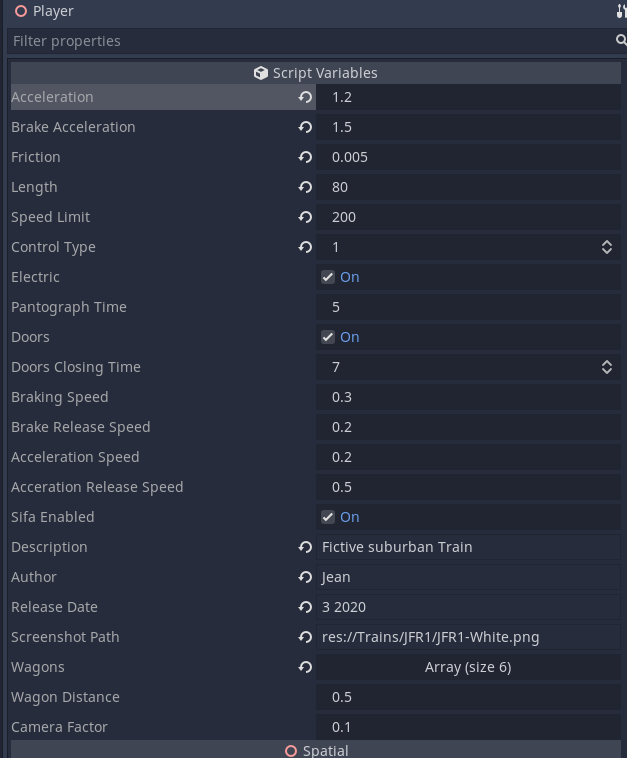 Player
Filter properties
Script Variables
Acceleration 1.2
Brake Acceleration 1.5
Friction 0.005
Length 80
Speed Limit 200
Control Type 1
Electric On
Pantograph Time 5
Doors On
Doors Closing Time 7
Braking Speed 0.3
Brake Release Speed 0.2
Acceleration Speed 0.2
Acceration Release Speed 0.5
Sifa Enabled On
Description Fictive suburban Train
Author Jean
Release Date 3 2020
Screenshot Path res://Trains/JFR1/JFR1-White.png
Wagons Array (size 6)
Wagon Distance 0.5
Camera Factor 0.1
Spatial